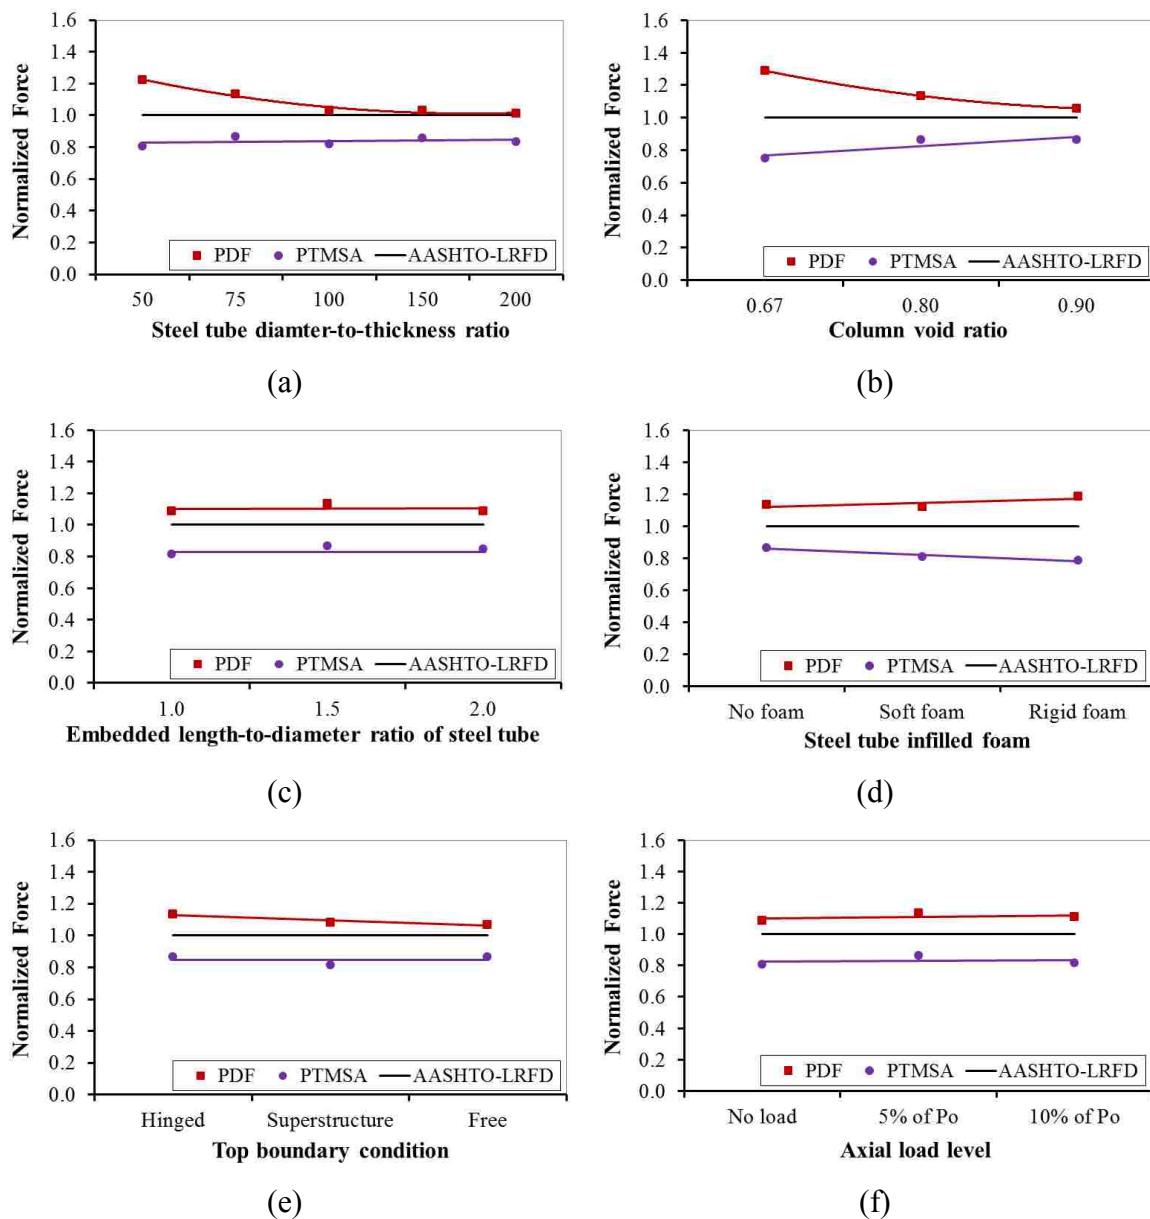 1.6
1.4
1.2
1.0
0.8
0.6
0.4
0.2
0.0
Normalized Force
PDF PTMSA AASHTO-LRFD
50 75 100 150 200
Steel tube diamter-to-thickness ratio
(a)
1.6
1.4
1.2
1.0
0.8
0.6
0.4
0.2
0.0
Normalized Force
PDF PTMSA AASHTO-LRFD
0.67 0.80 0.90
Column void ratio
(b)
1.6
1.4
1.2
1.0
0.8
0.6
0.4
0.2
0.0
Normalized Force
PDF PTMSA AASHTO-LRFD
1.0 1.5 2.0
Embedded length-to-diameter ratio of steel tube
(c)
1.6
1.4
1.2
1.0
0.8
0.6
0.4
0.2
0.0
Normalized Force
PDF PTMSA AASHTO-LRFD
No foam Soft foam Rigid foam
Steel tube infilled foam
(d)
1.6
1.4
1.2
1.0
0.8
0.6
0.4
0.2
0.0
Normalized Force
PDF PTMSA AASHTO-LRFD
Hinged Superstructure Free
Top boundary condition
(e)
1.6
1.4
1.2
1.0
0.8
0.6
0.4
0.2
0.0
Normalized Force
PDF PTMSA AASHTO-LRFD
No load 5% of Po 10% of Po
Axial load level
(f)